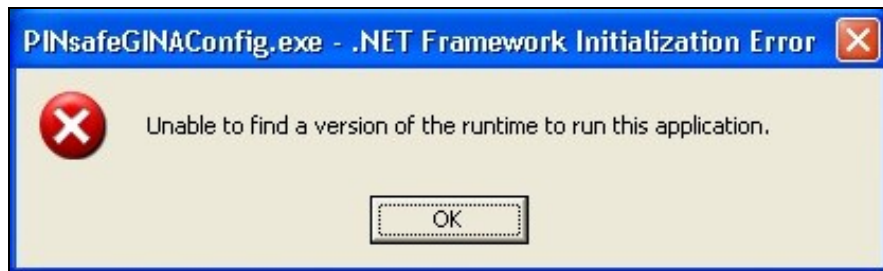 PINsafeGINAConfig.exe - .NET Framework Initialization Error
Unable to find a version of the runtime to run this application.
OK